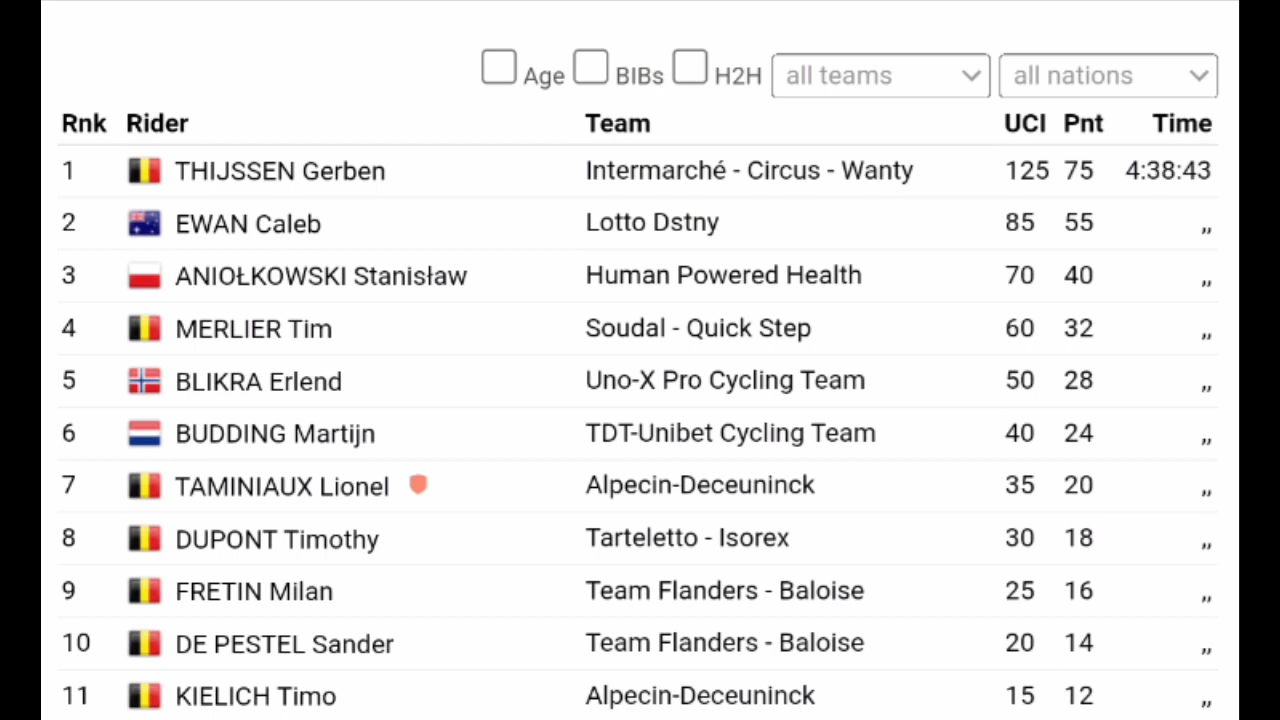 Age BIBs H2H all teams all nations
Rnk Rider Team UCI Pnt Time
1 THIJSSEN Gerben Intermarché - Circus - Wanty 125 75 4:38:43
2 EWAN Caleb Lotto Dstny 85 55 ,,
3 ANIOŁKOWSKI Stanisław Human Powered Health 70 40 ,,
4 MERLIER Tim Soudal - Quick Step 60 32 ,,
5 BLIKRA Erlend Uno-X Pro Cycling Team 50 28 ,,
6 BUDDING Martijn TDT-Unibet Cycling Team 40 24 ,,
7 TAMINIAUX Lionel Alpecin-Deceuninck 35 20 ,,
8 DUPONT Timothy Tarteletto - Isorex 30 18 ,,
9 FRETIN Milan Team Flanders - Baloise 25 16 ,,
10 DE PESTEL Sander Team Flanders - Baloise 20 14 ,,
11 KIELICH Timo Alpecin-Deceuninck 15 12 ,,